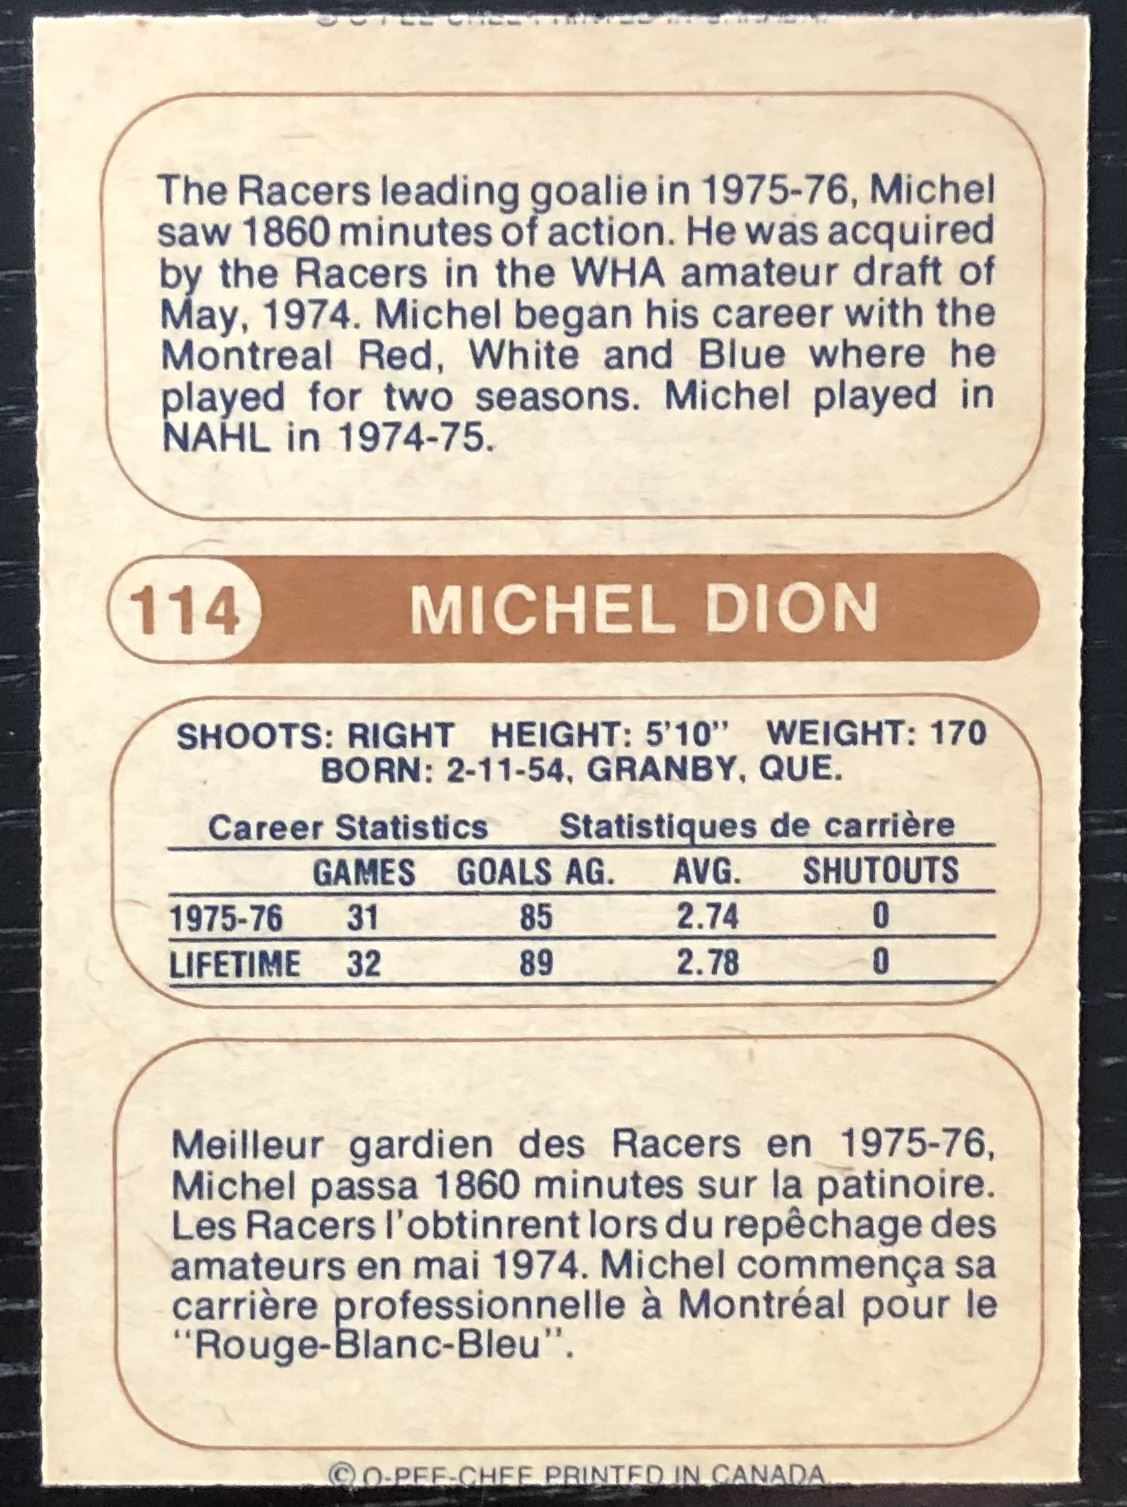 © O-PEE-CHEE PRINTED IN CANADA
The Racers leading goalie in 1975-76, Michel
saw 1860 minutes of action. He was acquired
by the Racers in the WHA amateur draft of
May, 1974. Michel began his career with the
Montreal Red, White and Blue where he
played for two seasons. Michel played in
NAHL in 1974-75.
114 MICHEL DION
SHOOTS: RIGHT HEIGHT: 5'10" WEIGHT: 170
BORN: 2-11-54, GRANBY, QUE.
Career Statistics Statistiques de carrière
GAMES GOALS AG. AVG. SHUTOUTS
1975-76 31 85 2.74 0
LIFETIME 32 89 2.78 0
Meilleur gardien des Racers en 1975-76,
Michel passa 1860 minutes sur la patinoire.
Les Racers l'obtinrent lors du repêchage des
amateurs en mai 1974. Michel commença sa
carrière professionnelle à Montréal pour le
"Rouge-Blanc-Bleu".
© O-PEE-CHEE PRINTED IN CANADA